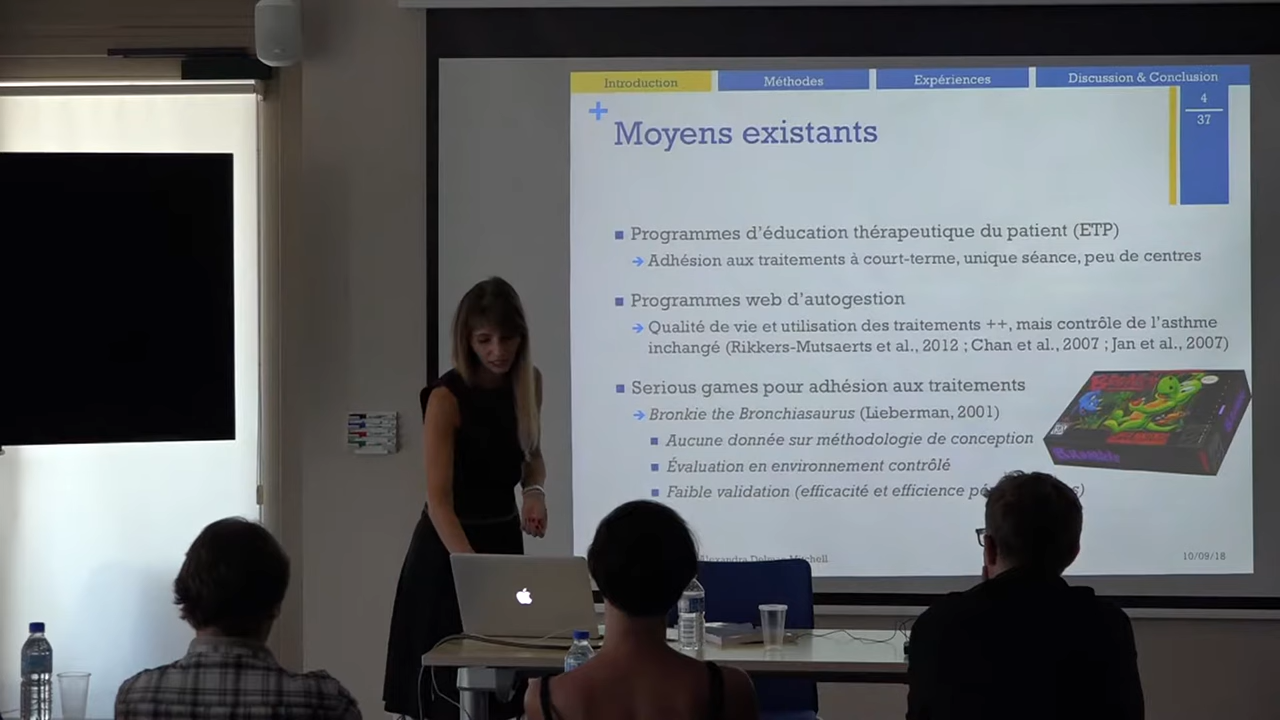 Introduction
Méthodes
Expériences
Discussion & Conclusion
4
37
Moyens existants
Programmes d'éducation thérapeutique du patient (ETP)
Adhésion aux traitements à court-terme, unique séance, peu de centres
Programmes web d'autogestion
Qualité de vie et utilisation des traitements ++, mais contrôle de l'asthme
inchangé (Rikkers-Mutsaerts et al., 2012 ; Chan et al., 2007 ; Jan et al., 2007)
Serious games pour adhésion aux traitements
Bronkie the Bronchiasaurus (Lieberman, 2001)
Aucune donnée sur méthodologie de conception
Évaluation en environnement contrôlé
Faible validation (efficacité et efficience
10/09/18